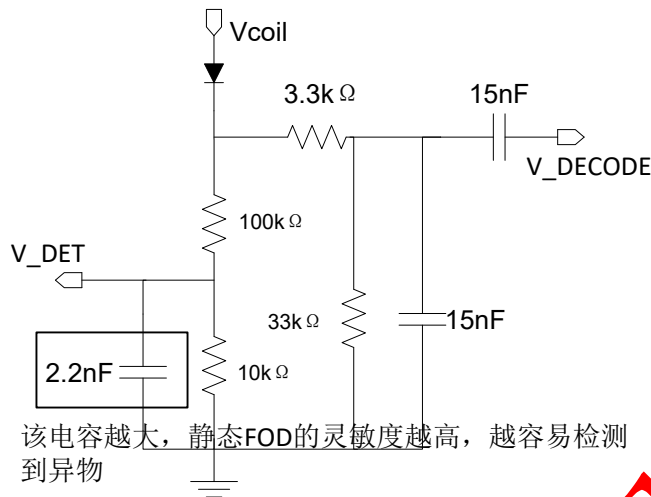 Vcoil
3.3kΩ
15nF
V_DECODE
100kΩ
V_DET
33kΩ
15nF
2.2nF
10kΩ
该电容越大，静态FOD的灵敏度越高，越容易检测
到异物